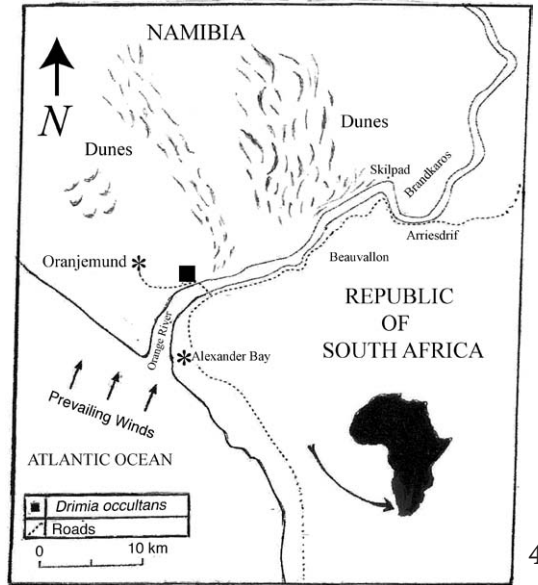 NAMIBIA
N
Dunes
Dunes
Skilpad
Brandkaros
Arriesdrif
Oranjemund
Beauvallon
REPUBLIC
OF
SOUTH AFRICA
Orange River
Alexander Bay
Prevailing Winds
ATLANTIC OCEAN
Drimia occultans
Roads
0 10 km
4